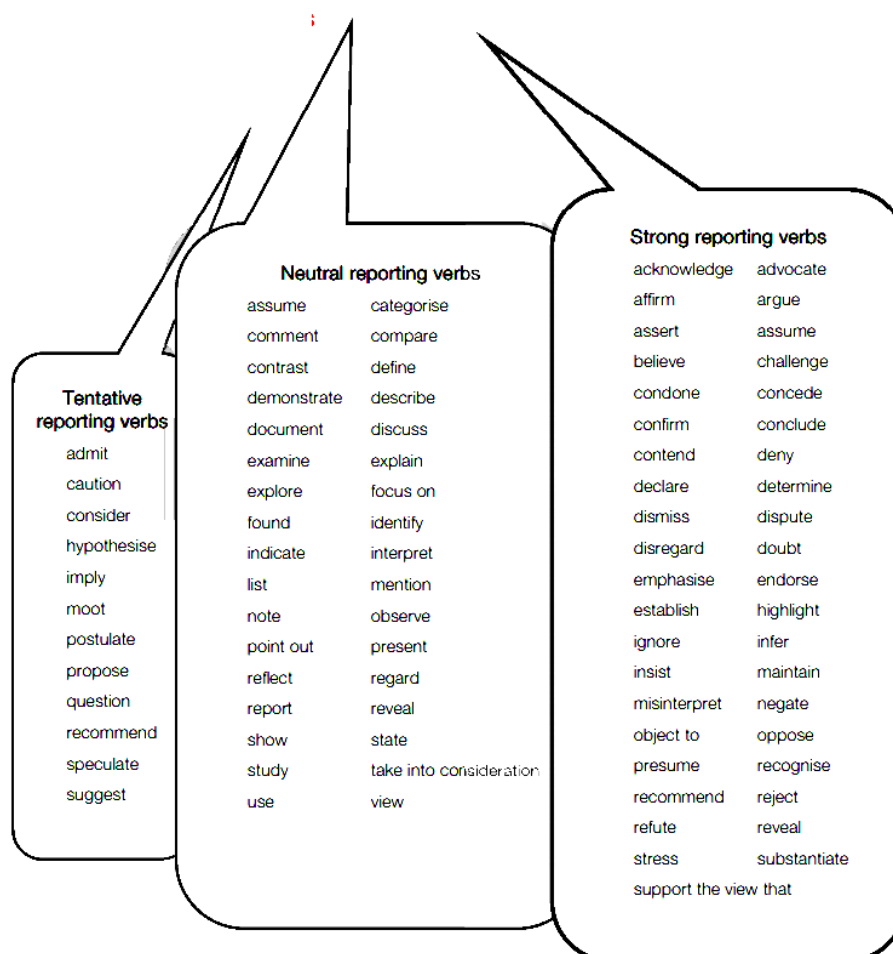 Tentative
reporting verbs
admit
caution
consider
hypothesise
imply
moot
postulate
propose
question
recommend
speculate
suggest
Neutral reporting verbs
assume categorise
comment compare
contrast define
demonstrate describe
document discuss
examine explain
explore focus on
found identify
indicate interpret
list mention
note observe
point out present
reflect regard
report reveal
show state
study take into consideration
use view
Strong reporting verbs
acknowledge advocate
affirm argue
assert assume
believe challenge
condone concede
confirm conclude
contend deny
declare determine
dismiss dispute
disregard doubt
emphasise endorse
establish highlight
ignore infer
insist maintain
misinterpret negate
object to oppose
presume recognise
recommend reject
refute reveal
stress substantiate
support the view that